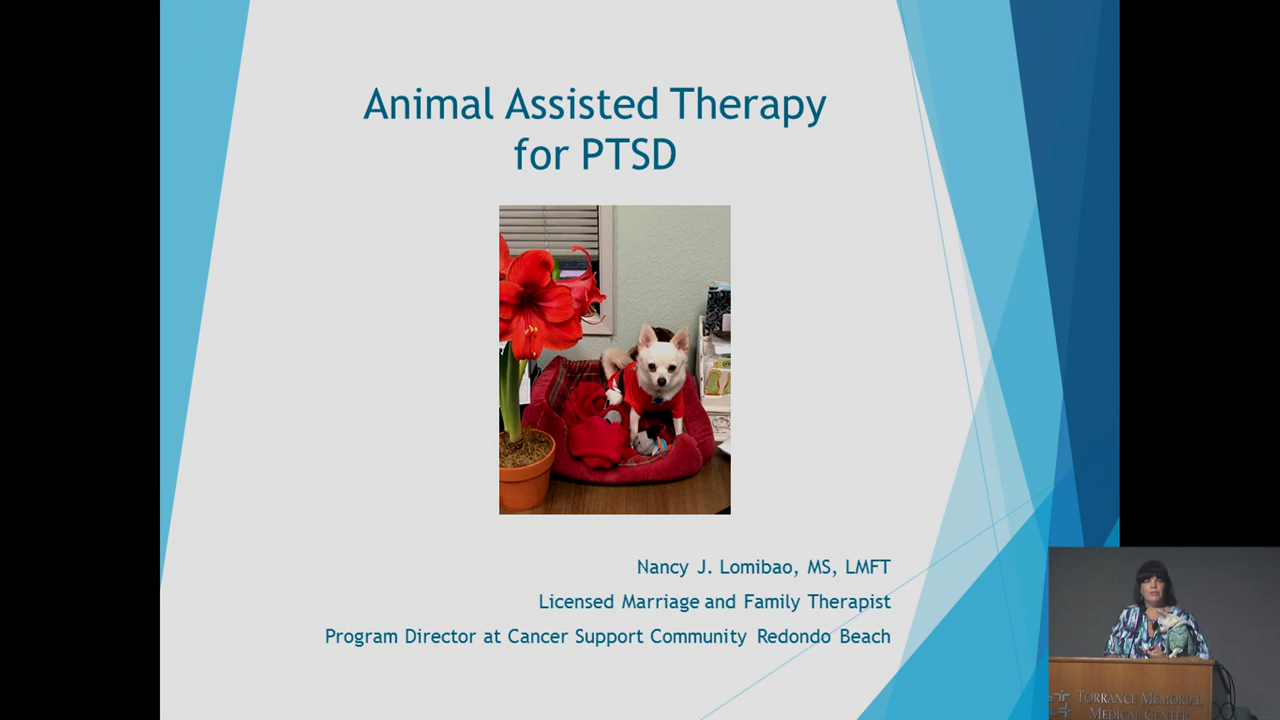 Animal Assisted Therapy
for PTSD
Nancy J. Lomibao, MS, LMFT
Licensed Marriage and Family Therapist
Program Director at Cancer Support Community Redondo Beach
TORRANCE MEMORIAL
MEDICAL CENTER